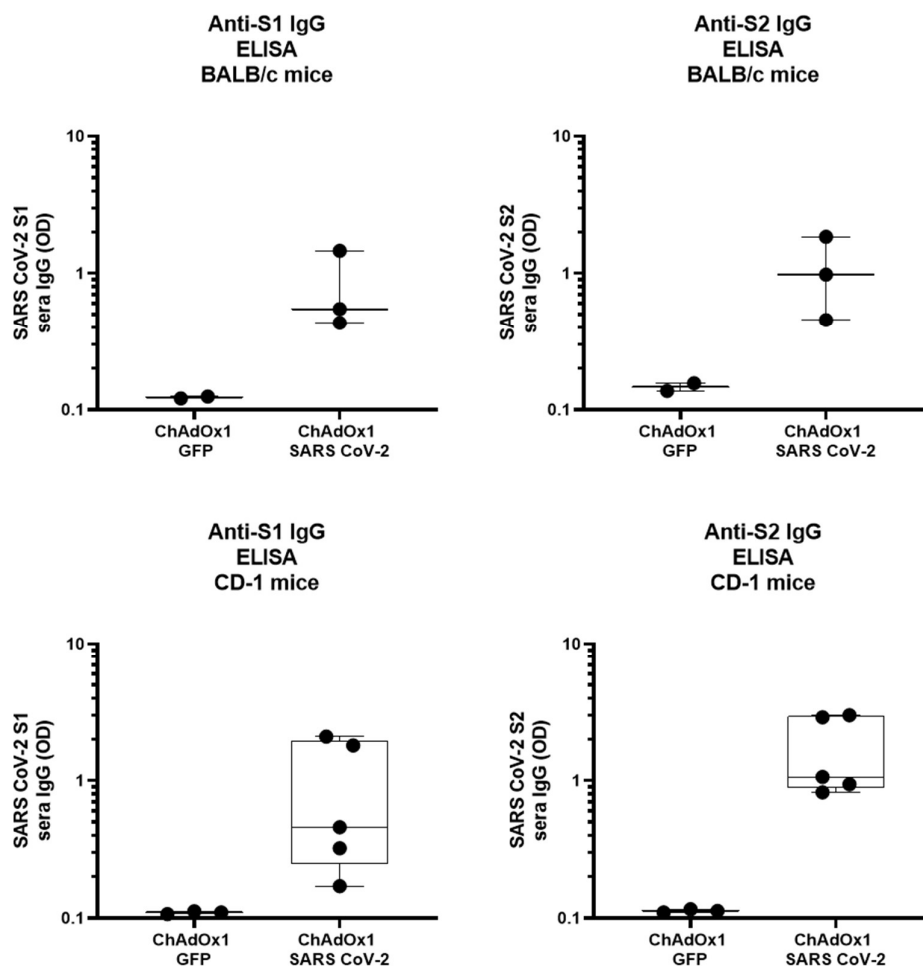 Anti-S1 IgG
ELISA
BALB/c mice
SARS CoV-2 S1
sera IgG (OD)
10
1
0.1
ChAdOx1
GFP
ChAdOx1
SARS CoV-2
Anti-S2 IgG
ELISA
BALB/c mice
SARS CoV-2 S2
sera IgG (OD)
10
1
0.1
ChAdOx1
GFP
ChAdOx1
SARS CoV-2
Anti-S1 IgG
ELISA
CD-1 mice
SARS CoV-2 S1
sera IgG (OD)
10
1
0.1
ChAdOx1
GFP
ChAdOx1
SARS CoV-2
Anti-S2 IgG
ELISA
CD-1 mice
SARS CoV-2 S2
sera IgG (OD)
10
1
0.1
ChAdOx1
GFP
ChAdOx1
SARS CoV-2